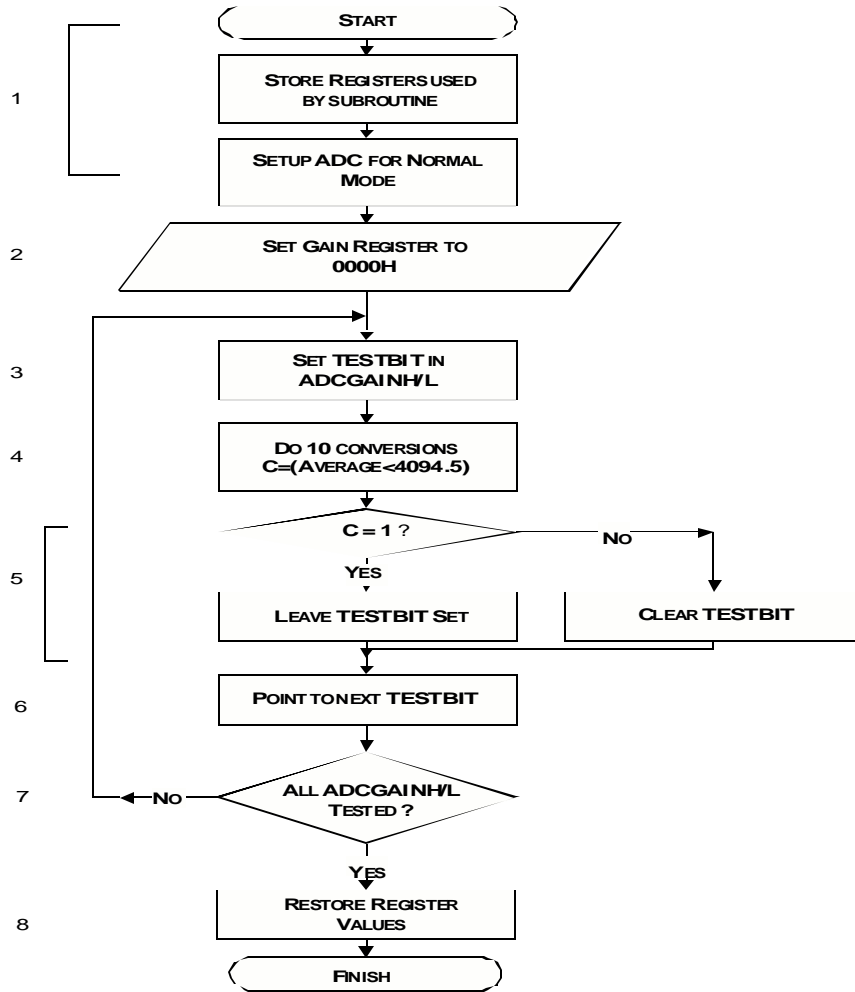 START
STORE REGISTERS USED
BY SUBROUTINE
1
SETUP ADC FOR NORMAL
MODE
2
SET GAIN REGISTER TO
0000H
3
SET TESTBIT IN
ADCGAINH/L
4
DO 10 CONVERSIONS
C=(AVERAGE<4094.5)
C = 1 ?
NO
YES
5
LEAVE TESTBIT SET
CLEAR TESTBIT
6
POINT TO NEXT TESTBIT
7
ALL ADCGAINH/L
TESTED ?
NO
YES
8
RESTORE REGISTER
VALUES
FINISH